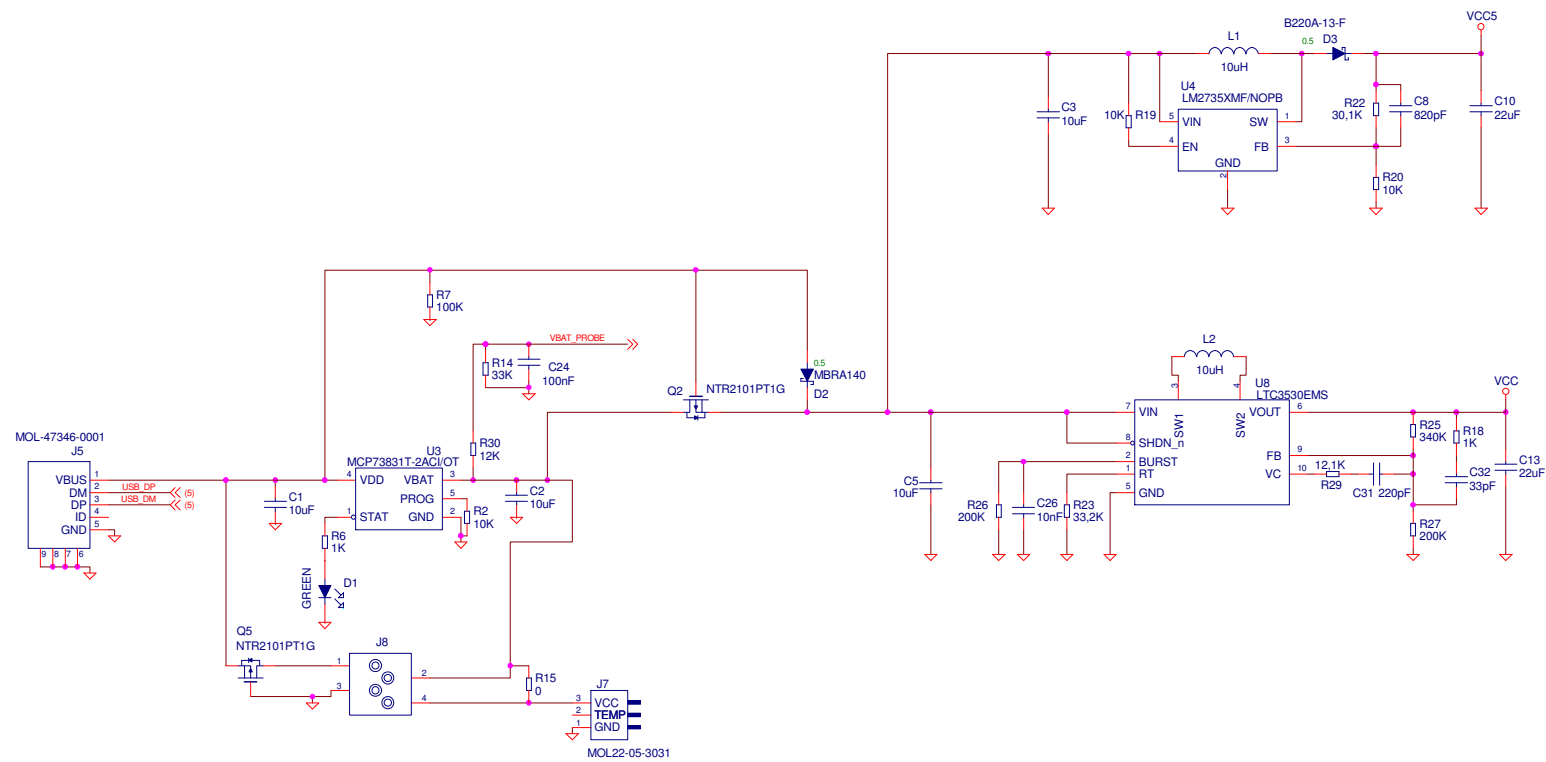 B220A-13-F
D3
0.5
VCC5
L1
10uH
U4
LM2735XMF/NOPB
C3
10uF
10K
R19
5
VIN
SW
1
4
EN
FB
3
GND
2
R22
30,1K
C8
820pF
C10
22uF
R20
10K
R7
100K
VBAT_PROBE
R14
33K
C24
100nF
Q2
NTR2101PT1G
0.5
MBRA140
D2
L2
10uH
3
4
U8
LTC3530EMS
VCC
7
VIN
SW1
SW2
VOUT
6
8
SHDN_n
2
BURST
1
RT
5
GND
FB
9
VC
10
R25
340K
R18
1K
12,1K
R29
C31
220pF
C32
33pF
C13
22uF
R27
200K
C5
10uF
R26
200K
C26
10nF
R23
33,2K
MOL-47346-0001
J5
VBUS
1
DM
2
DP
3
ID
4
GND
5
9
8
7
6
USB_DP
(5)
USB_DM
(5)
C1
10uF
R30
12K
U3
MCP73831T-2ACI/OT
4
VDD
VBAT
3
PROG
5
1
STAT
GND
2
R2
10K
C2
10uF
R6
1K
GREEN
D1
Q5
NTR2101PT1G
J8
1
2
3
4
R15
0
J7
3
VCC
2
TEMP
1
GND
MOL22-05-3031